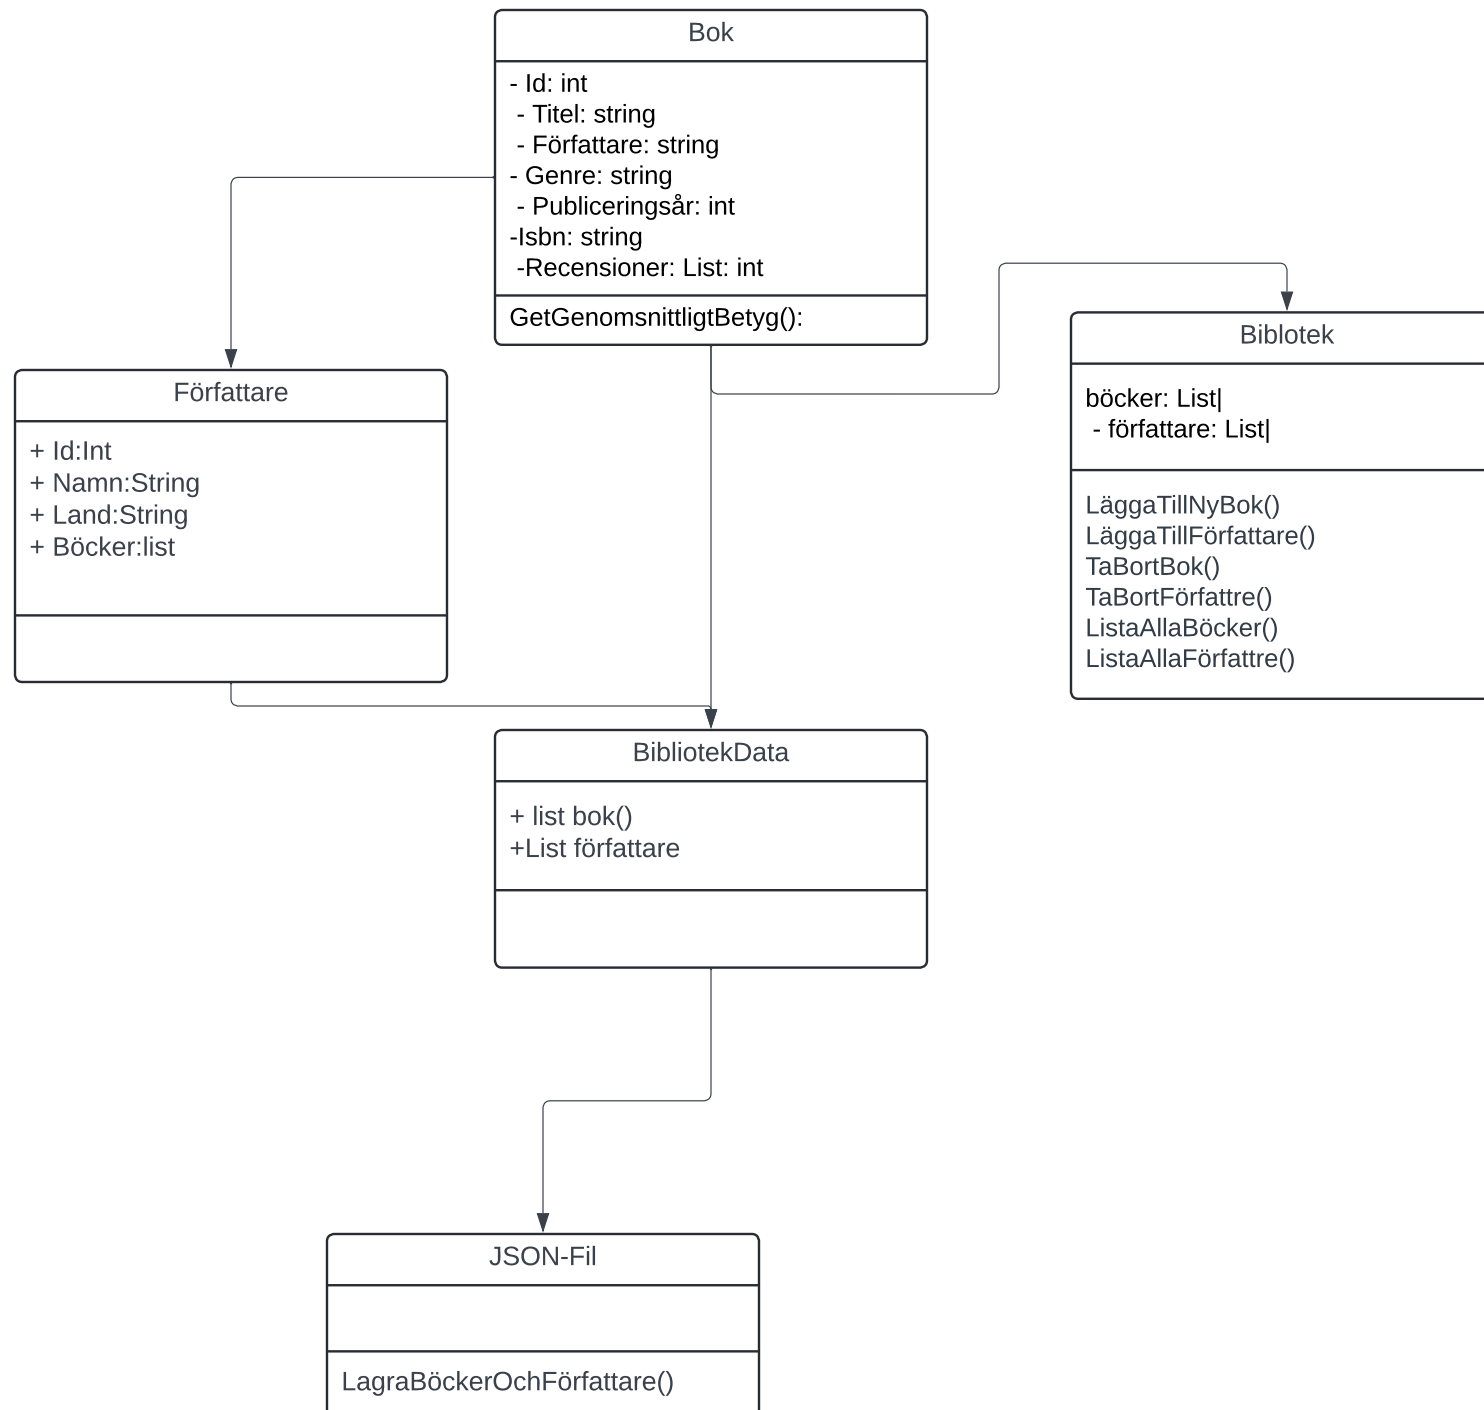 Bok
- Id: int
- Titel: string
- Författare: string
- Genre: string
- Publiceringsår: int
-Isbn: string
-Recensioner: List: int
GetGenomsnittligtBetyg():
Författare
+ Id:Int
+ Namn:String
+ Land:String
+ Böcker:list
Biblotek
böcker: List|
- författare: List|
LäggaTillNyBok()
LäggaTillFörfattare()
TaBortBok()
TaBortFörfattre()
ListaAllaBöcker()
ListaAllaFörfattre()
BibliotekData
+ list bok()
+List författare
JSON-Fil
LagraBöckerOchFörfattare()